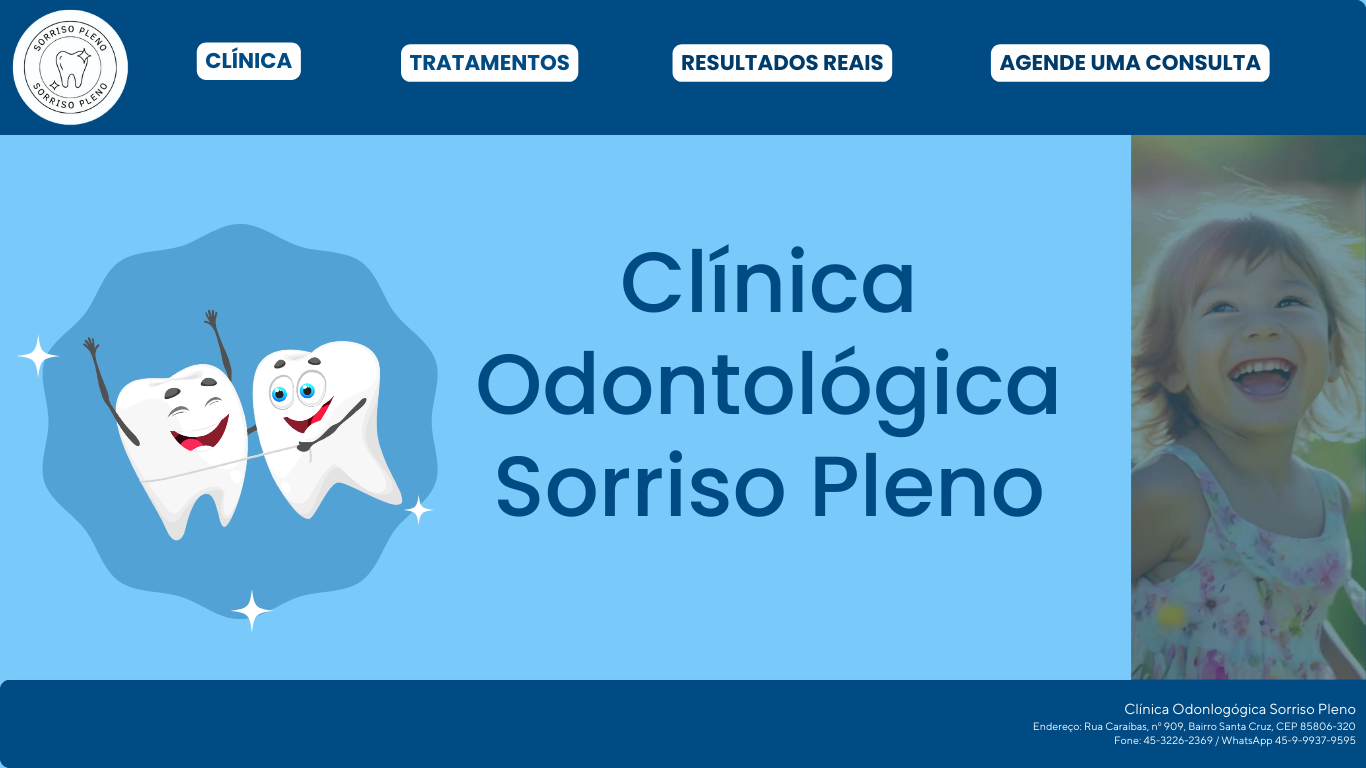 SORRISO PLENO
SORRISO PLENO
CLÍNICA
TRATAMENTOS
RESULTADOS REAIS
AGENDE UMA CONSULTA
Clínica
Odontológica
Sorriso Pleno
Clínica Odonlogógica Sorriso Pleno
Endereço: Rua Caraibas, nº 909, Bairro Santa Cruz, CEP 85806-320
Fone: 45-3226-2369 / WhatsApp 45-9-9937-9595